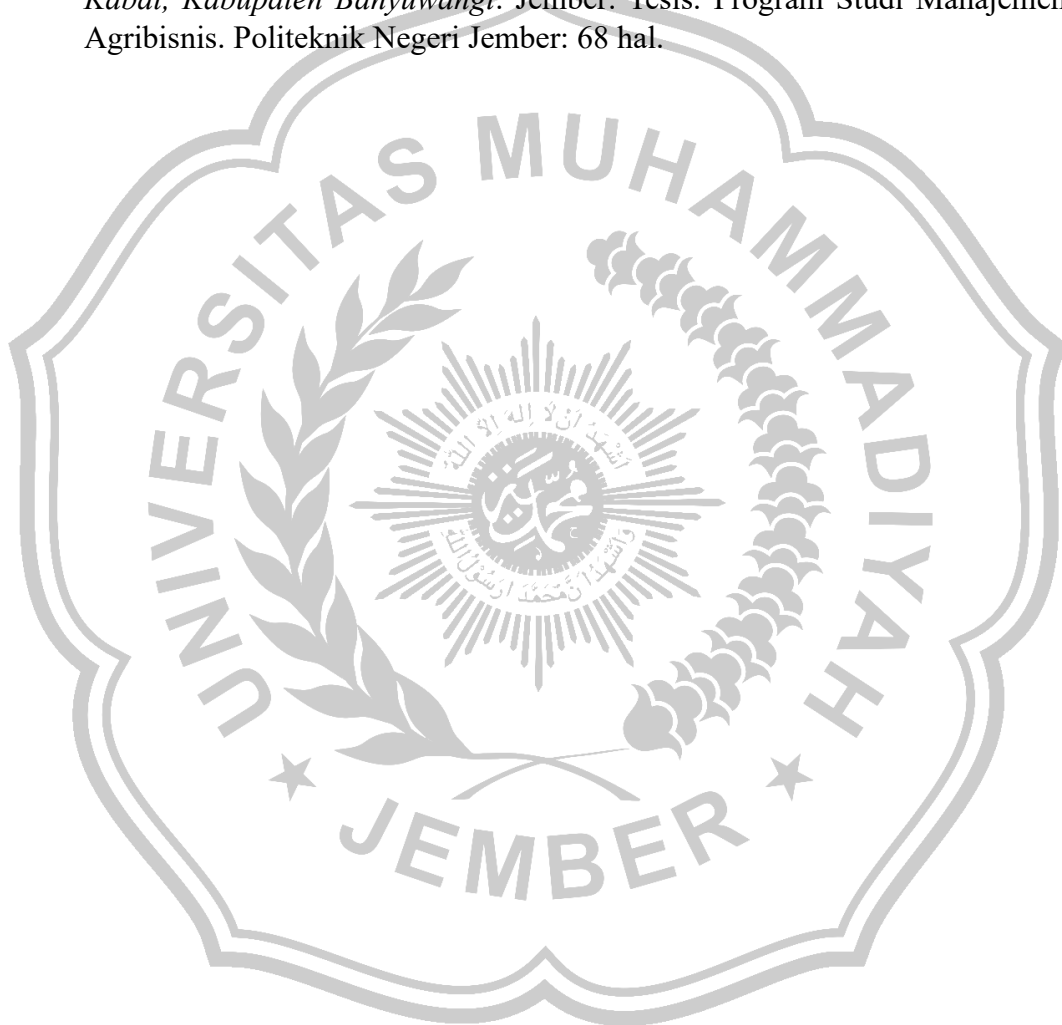 Kabat, Kabupaten Banyuwangi. Jember: Tesis. Program Studi Manajemen
Agribisnis. Politeknik Negeri Jember: 68 hal.
UNIVERSITAS MUHAMMADIYAH
JEMBER